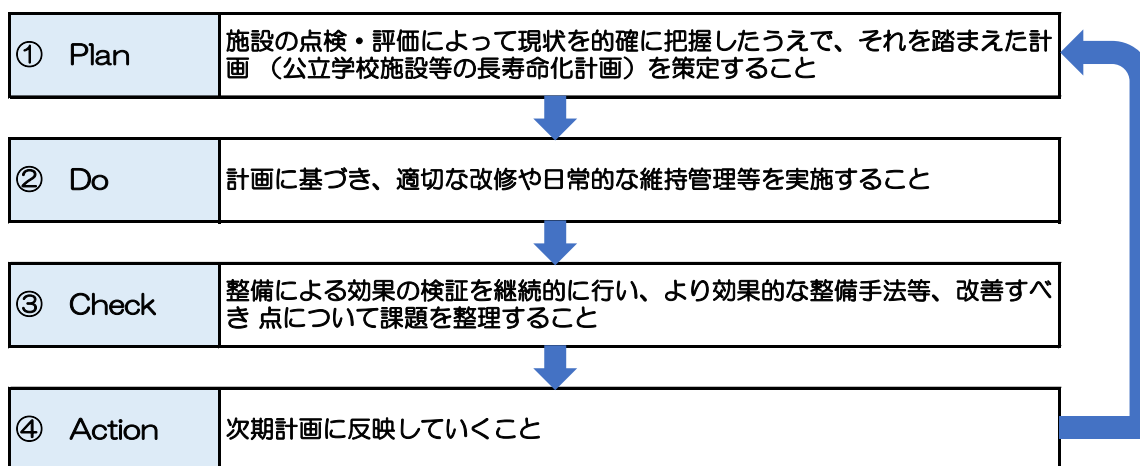 ① Plan
施設の点検・評価によって現状を的確に把握したうえで、それを踏まえた計
画 （公立学校施設等の長寿命化計画）を策定すること
② Do
計画に基づき、適切な改修や日常的な維持管理等を実施すること
③ Check
整備による効果の検証を継続的に行い、より効果的な整備手法等、改善すべ
き 点について課題を整理すること
④ Action
次期計画に反映していくこと